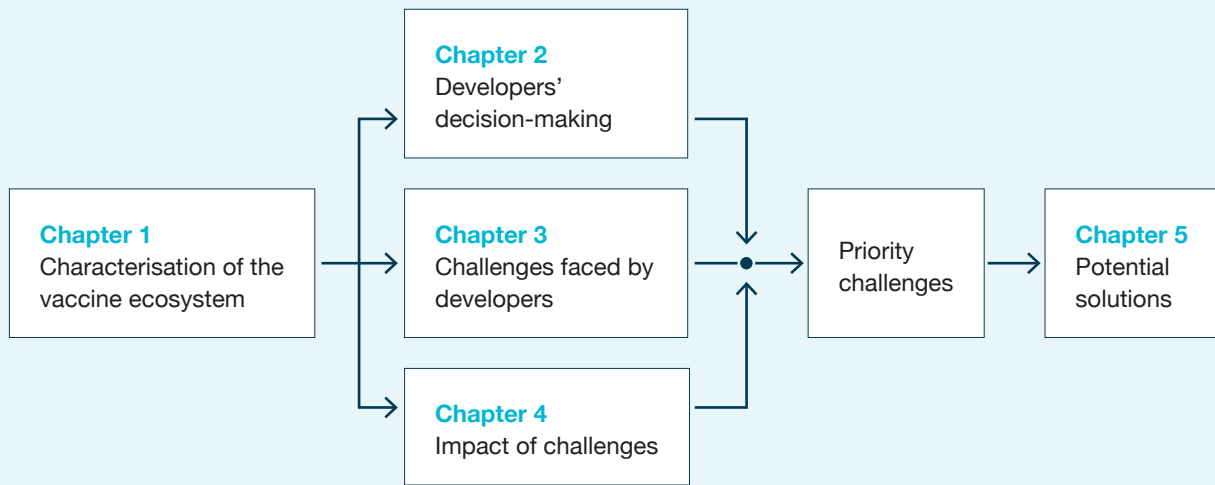 Chapter 1
Characterisation of the
vaccine ecosystem
Chapter 2
Developers’
decision-making
Chapter 3
Challenges faced by
developers
Chapter 4
Impact of challenges
Priority
challenges
Chapter 5
Potential
solutions